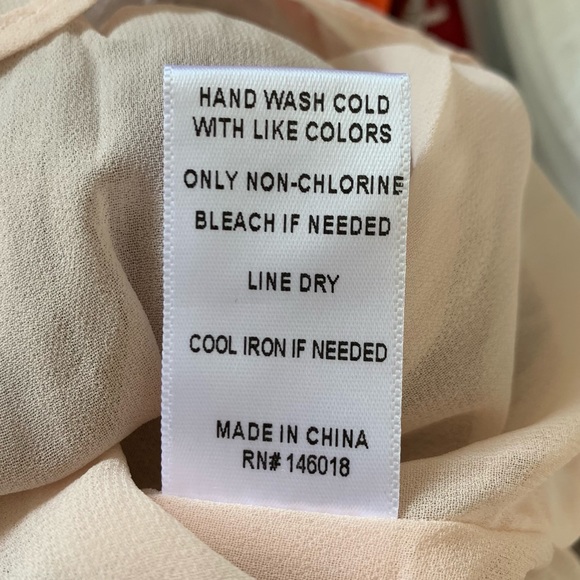 HAND WASH COLD
WITH LIKE COLORS
ONLY NON-CHLORINE
BLEACH IF NEEDED
LINE DRY
COOL IRON IF NEEDED
MADE IN CHINA
RN# 146018